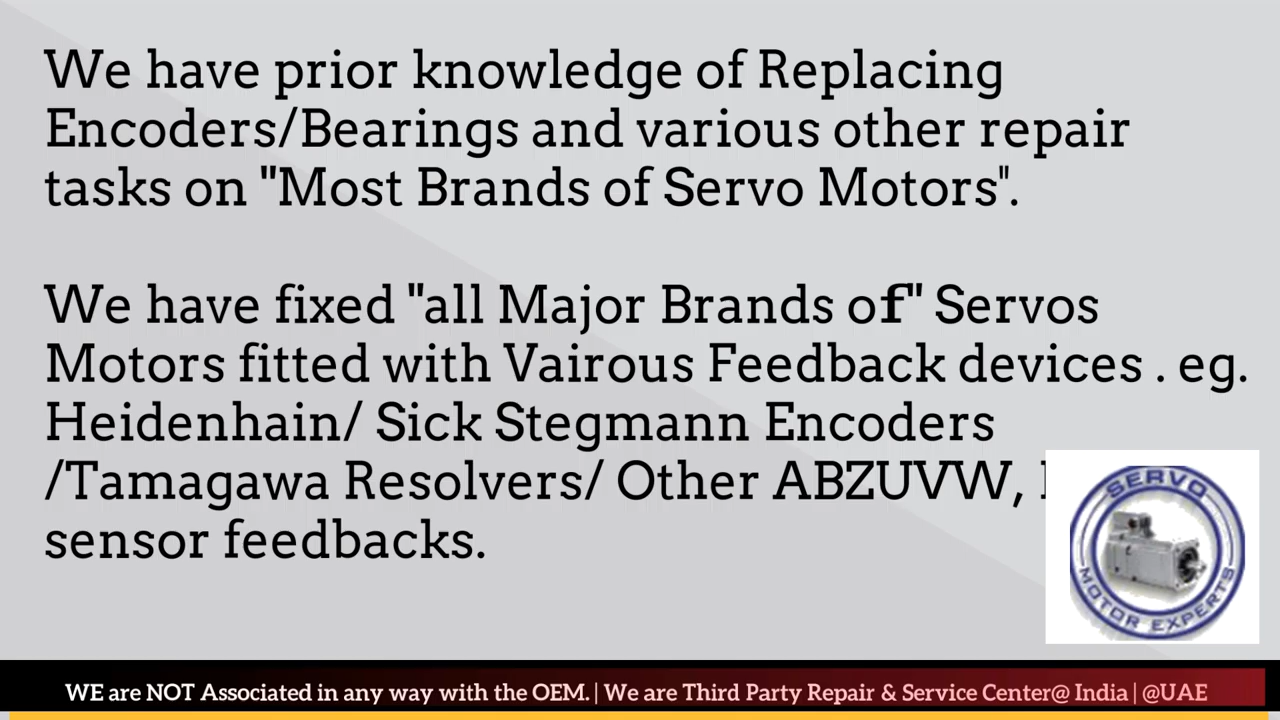 We have prior knowledge of Replacing
Encoders/Bearings and various other repair
tasks on "Most Brands of Servo Motors".
We have fixed "all Major Brands of" Servos
Motors fitted with Vairous Feedback devices . eg.
Heidenhain/ Sick Stegmann Encoders
/Tamagawa Resolvers/ Other ABZUVW,
sensor feedbacks.
SERVO
MOTOR EXPERTS
WE are NOT Associated in any way with the OEM. | We are Third Party Repair & Service Center@ India | @UAE